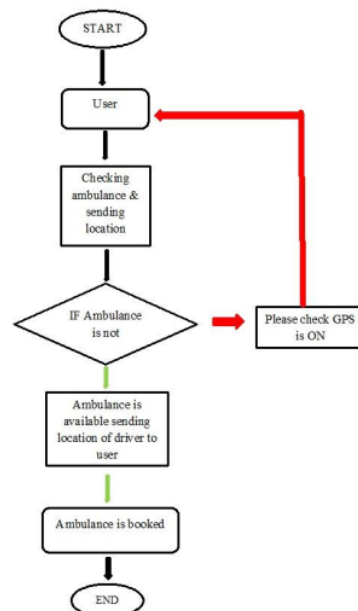 START
User
Checking
ambulance &
sending
location
IF Ambulance
is not
Please check GPS
is ON
Ambulance is
available sending
location of driver to
user
Ambulance is booked
END